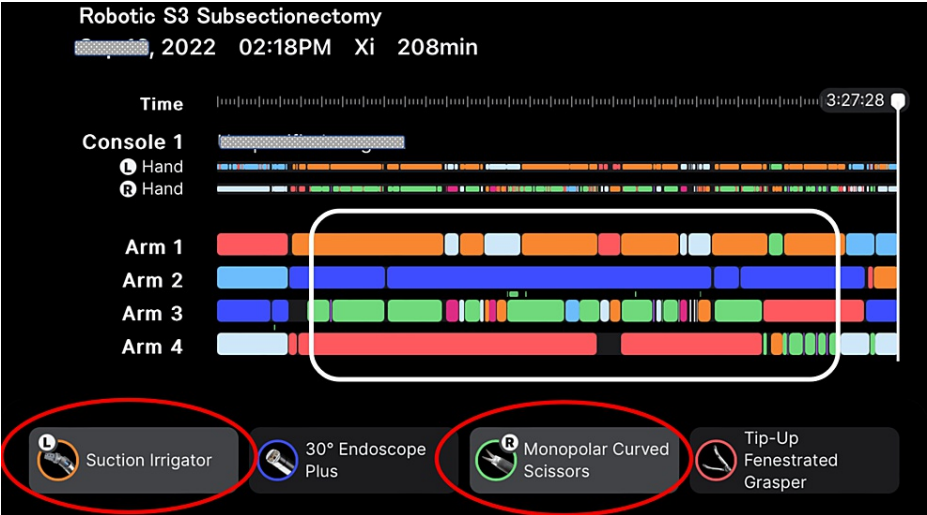 Robotic S3 Subsectionectomy
, 2022 02:18PM Xi 208min
Time
3:27:28
Console 1
L Hand
R Hand
Arm 1
Arm 2
Arm 3
Arm 4
L
Suction Irrigator
30° Endoscope
Plus
R
Monopolar Curved
Scissors
Tip-Up
Fenestrated
Grasper